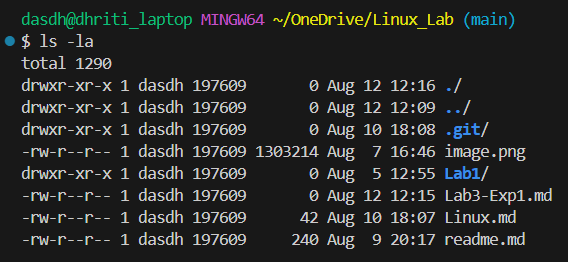 dasdh@dhriti_laptop MINGW64 ~/OneDrive/Linux_Lab (main)
$ ls -la
total 1290
drwxr-xr-x 1 dasdh 197609       0 Aug 12 12:16 ./
drwxr-xr-x 1 dasdh 197609       0 Aug 12 12:09 ../
drwxr-xr-x 1 dasdh 197609       0 Aug 10 18:08 .git/
-rw-r--r-- 1 dasdh 197609 1303214 Aug  7 16:46 image.png
drwxr-xr-x 1 dasdh 197609       0 Aug  5 12:55 Lab1/
-rw-r--r-- 1 dasdh 197609       0 Aug 12 12:15 Lab3-Exp1.md
-rw-r--r-- 1 dasdh 197609      42 Aug 10 18:07 Linux.md
-rw-r--r-- 1 dasdh 197609     240 Aug  9 20:17 readme.md